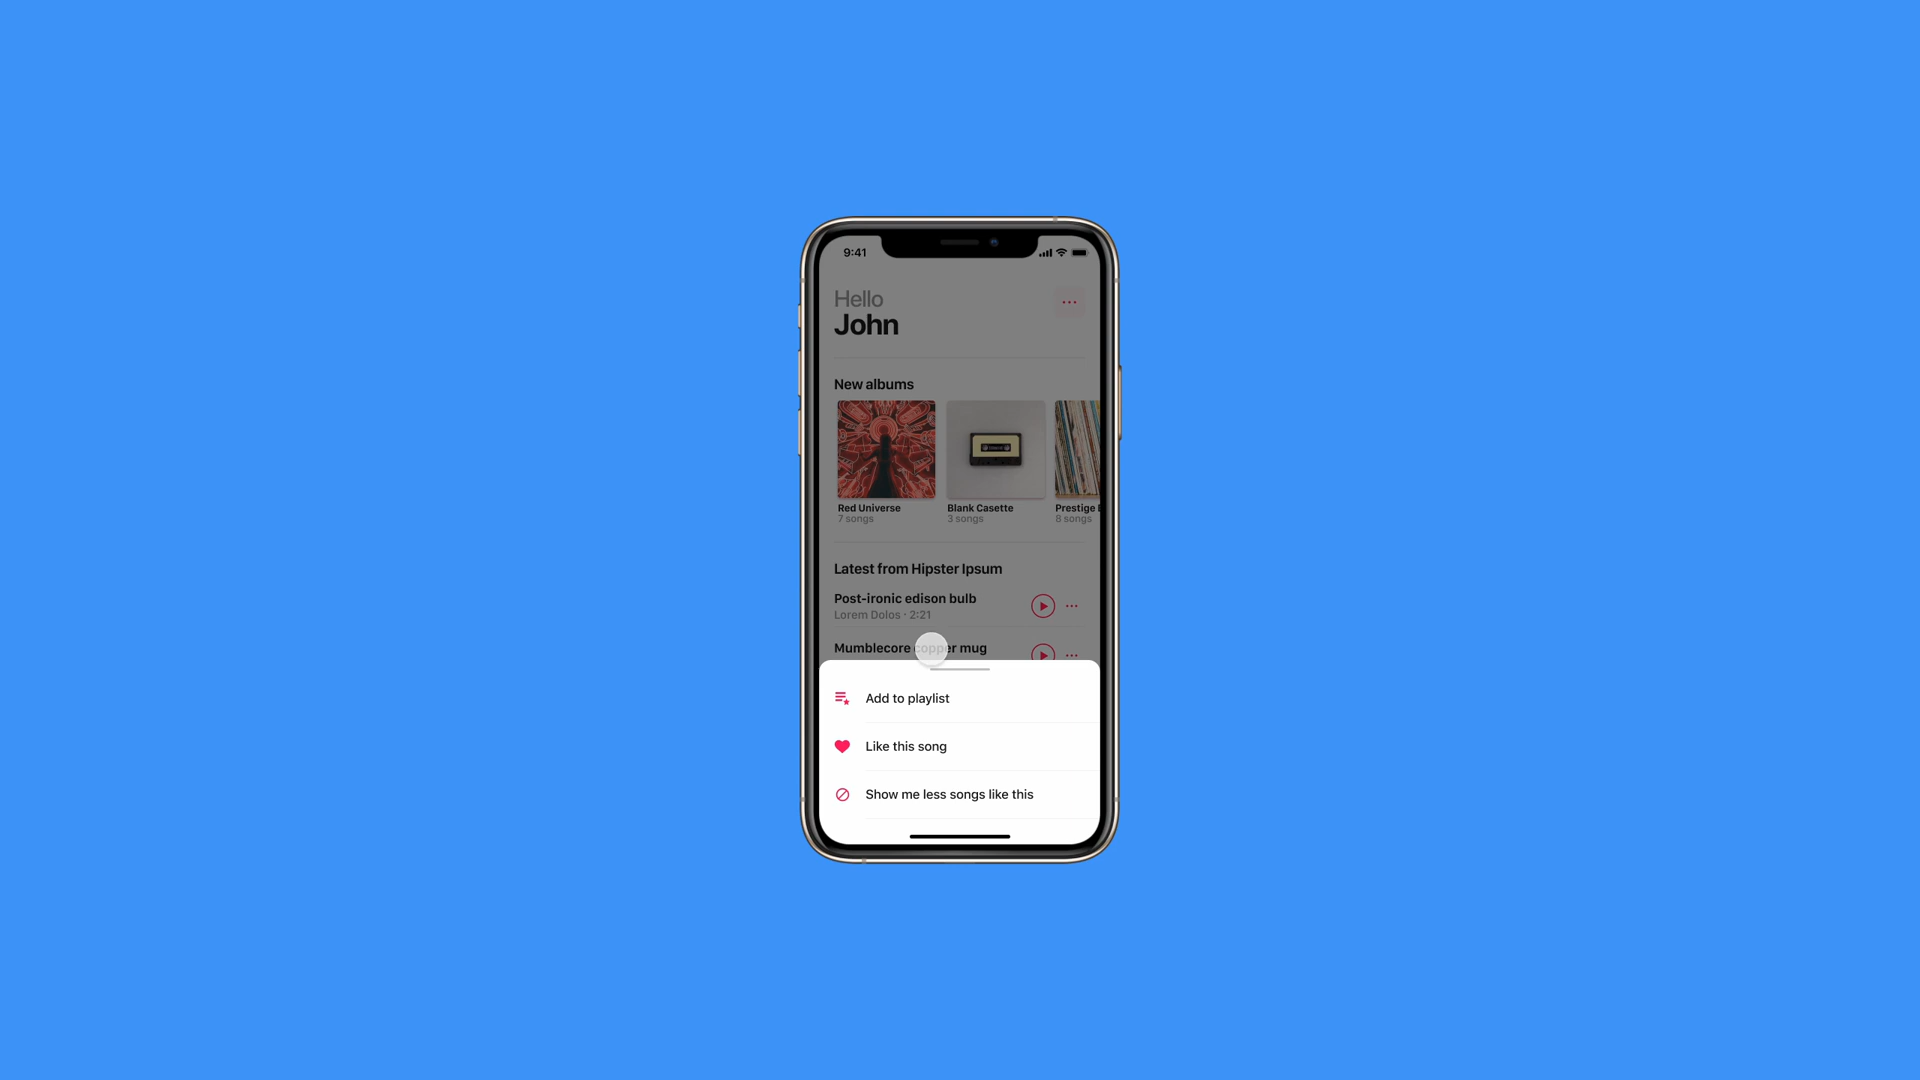 9:41
Hello
John
New albums
Red Universe
7 songs
Blank Casette
3 songs
Prestige
8 songs
Latest from Hipster Ipsum
Post-ironic edison bulb
Lorem Dolos · 2:21
Mumblecore copper mug
Add to playlist
Like this song
Show me less songs like this